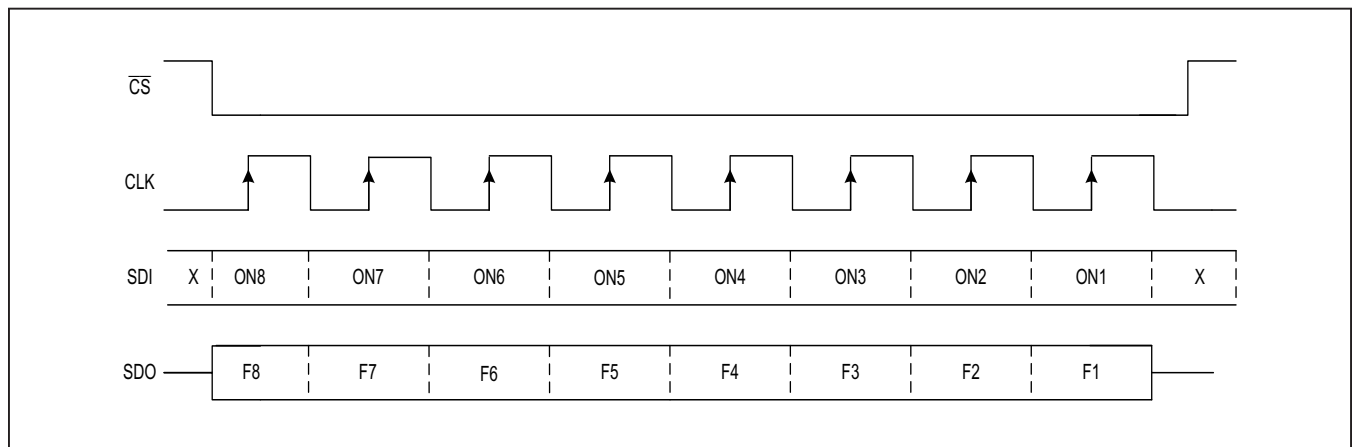 C̅S̅
CLK
SDI X ON8 ON7 ON6 ON5 ON4 ON3 ON2 ON1 X
SDO F8 F7 F6 F5 F4 F3 F2 F1